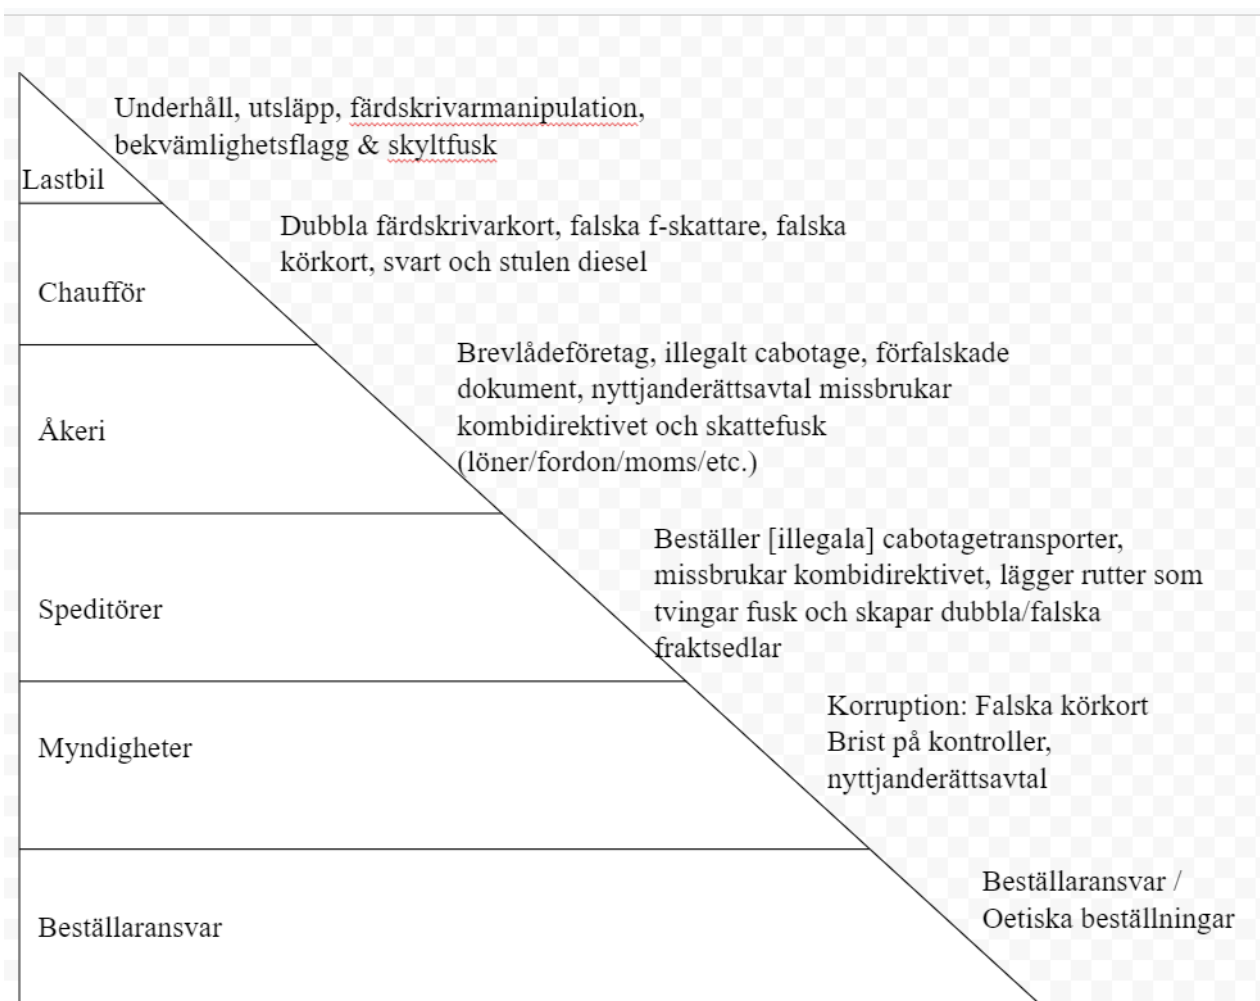 Underhåll, utsläpp, färdskrivarmanipulation,
bekvämlighetsflagg & skyltfusk
Lastbil
Dubbla färdskrivarkort, falska f-skattare, falska
körkort, svart och stulen diesel
Chaufför
Brevlådeföretag, illegalt cabotage, förfalskade
dokument, nyttjanderättsavtal missbrukar
kombidirektivet och skattefusk
(löner/fordon/moms/etc.)
Åkeri
Beställer [illegala] cabotagetransporter,
missbrukar kombidirektivet, lägger rutter som
tvingar fusk och skapar dubbla/falska
fraktsedlar
Speditörer
Korruption: Falska körkort
Brist på kontroller,
nyttjanderättsavtal
Myndigheter
Beställaransvar /
Oetiska beställningar
Beställaransvar